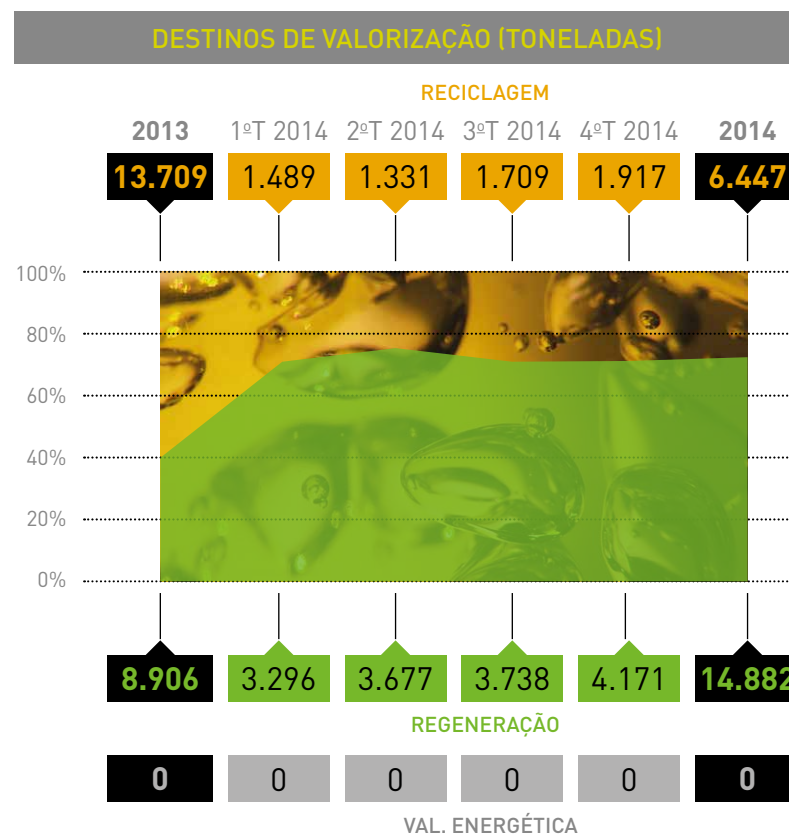 DESTINOS DE VALORIZAÇÃO (TONELADAS)
RECICLAGEM
2013 1ºT 2014 2ºT 2014 3ºT 2014 4ºT 2014 2014
13.709 1.489 1.331 1.709 1.917 6.447
100%
80%
60%
40%
20%
0%
8.906 3.296 3.677 3.738 4.171 14.882
REGENERAÇÃO
0 0 0 0 0 0
VAL. ENERGÉTICA